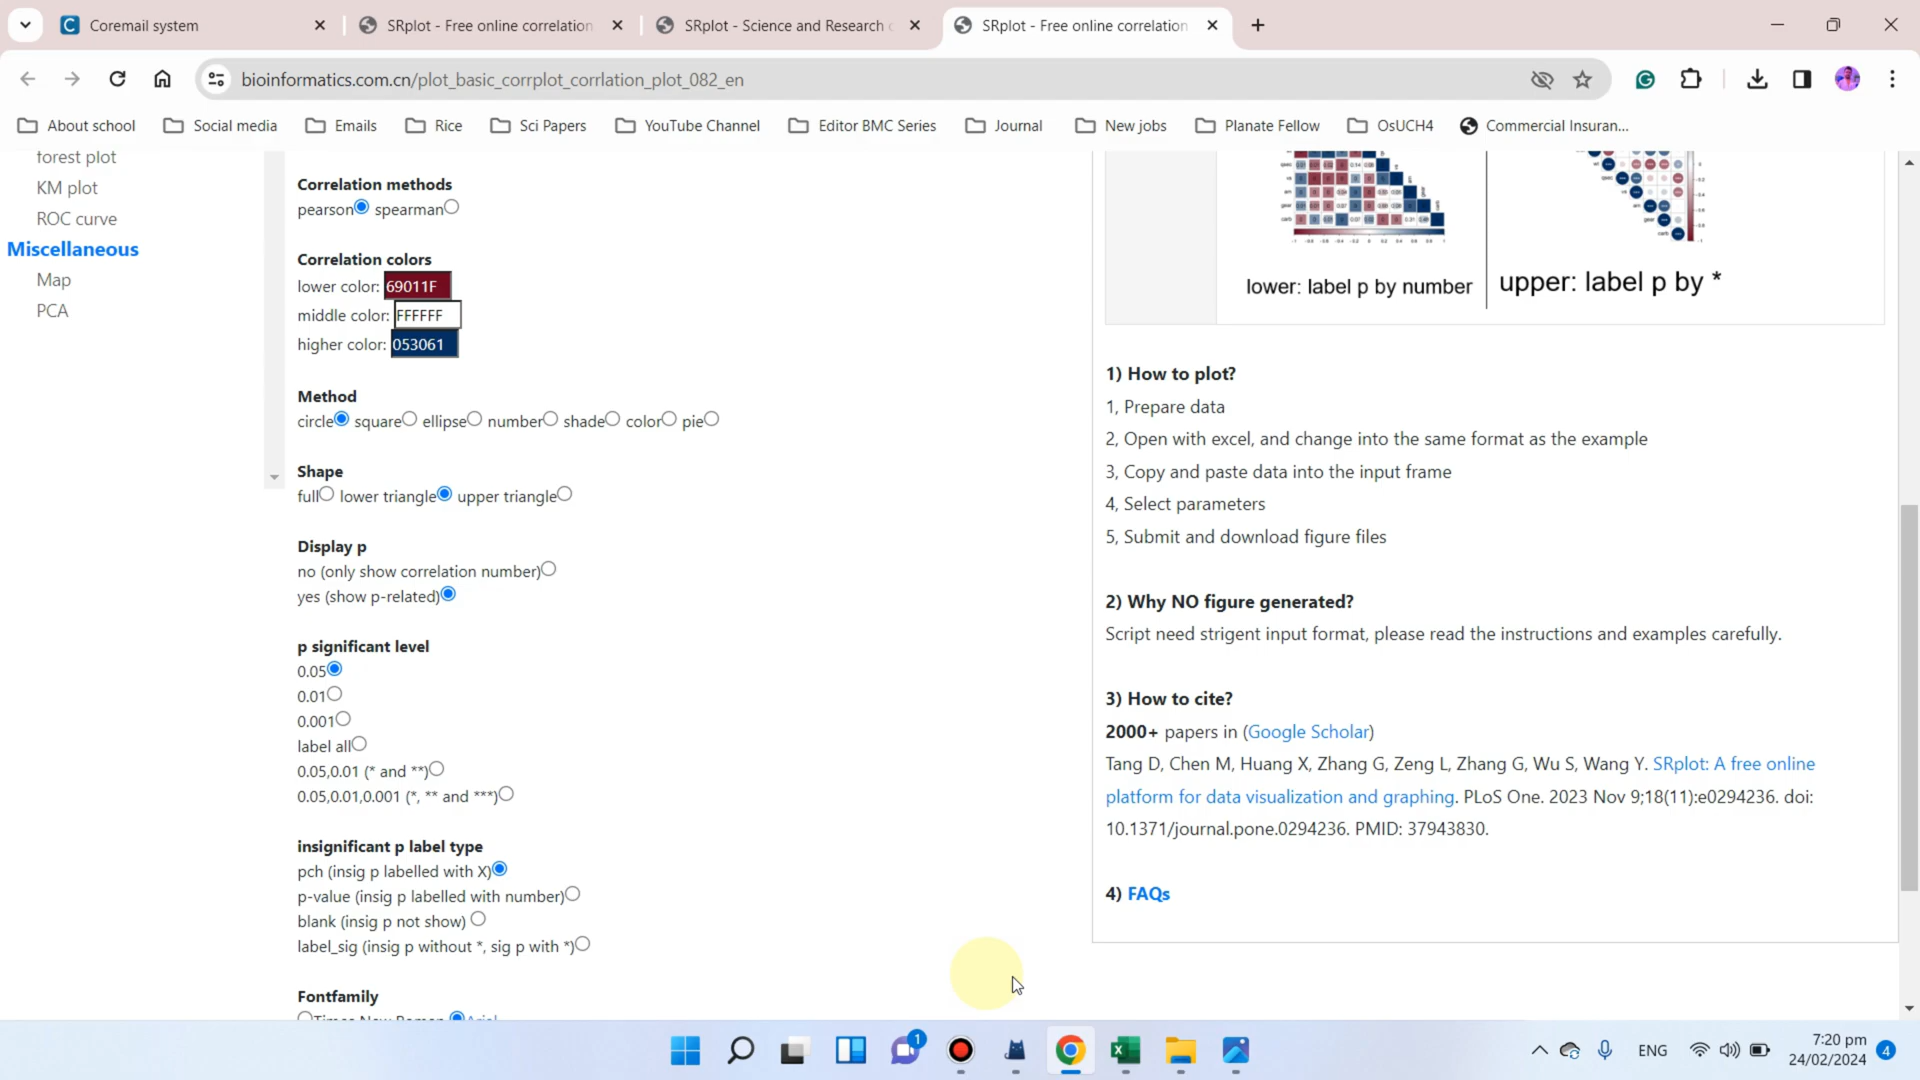 Coremail system
SRplot - Free online correlation
SRplot - Science and Research
SRplot - Free online correlation
bioinformatics.com.cn/plot_basic_corrplot_corrlation_plot_082_en
About school
Social media
Emails
Rice
Sci Papers
YouTube Channel
Editor BMC Series
Journal
New jobs
Planate Fellow
OsUCH4
Commercial Insuran...
forest plot
KM plot
ROC curve
Miscellaneous
Map
PCA
Correlation methods
pearson spearman
Correlation colors
lower color: 69011F
middle color: FFFFFF
higher color: 053061
Method
circle square ellipse number shade color pie
Shape
full lower triangle upper triangle
Display p
no (only show correlation number)
yes (show p-related)
p significant level
0.05
0.01
0.001
label all
0.05,0.01 (* and **)
0.05,0.01,0.001 (*, ** and ***)
insignificant p label type
pch (insig p labelled with X)
p-value (insig p labelled with number)
blank (insig p not show)
label_sig (insig p without *, sig p with *)
Fontfamily
Times New Roman Arial
lower: label p by number
upper: label p by *
1) How to plot?
1, Prepare data
2, Open with excel, and change into the same format as the example
3, Copy and paste data into the input frame
4, Select parameters
5, Submit and download figure files
2) Why NO figure generated?
Script need strigent input format, please read the instructions and examples carefully.
3) How to cite?
2000+ papers in (Google Scholar)
Tang D, Chen M, Huang X, Zhang G, Zeng L, Zhang G, Wu S, Wang Y. SRplot: A free online
platform for data visualization and graphing. PLoS One. 2023 Nov 9;18(11):e0294236. doi:
10.1371/journal.pone.0294236. PMID: 37943830.
4) FAQs
1
ENG
7:20 pm
24/02/2024
4